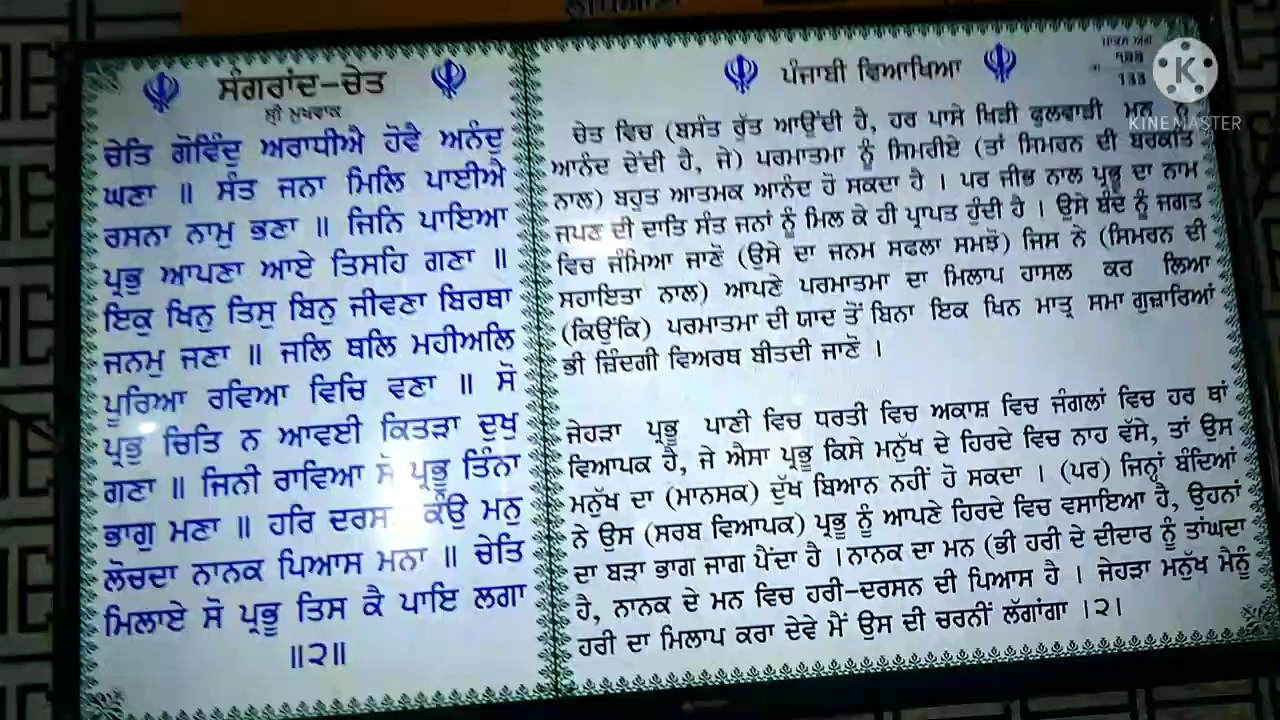 ਸੰਗਰਾਂਦ-ਚੇਤ
ਸ੍ਰੀ ਮੁਖਵਾਕ
ਚੇਤਿ ਗੋਵਿੰਦੁ ਅਰਾਧੀਐ ਹੋਵੈ ਅਨੰਦੁ
ਘਣਾ ॥ ਸੰਤ ਜਨਾ ਮਿਲਿ ਪਾਈਐ
ਰਸਨਾ ਨਾਮੁ ਭਣਾ ॥ ਜਿਨਿ ਪਾਇਆ
ਪ੍ਰਭੁ ਆਪਣਾ ਆਏ ਤਿਸਹਿ ਗਣਾ ॥
ਇਕੁ ਖਿਨੁ ਤਿਸੁ ਬਿਨੁ ਜੀਵਣਾ ਬਿਰਥਾ
ਜਨਮੁ ਜਣਾ ॥ ਜਲਿ ਥਲਿ ਮਹੀਅਲਿ
ਪੂਰਿਆ ਰਵਿਆ ਵਿਚਿ ਵਣਾ ॥ ਸੋ
ਪ੍ਰਭੁ ਚਿਤਿ ਨ ਆਵਈ ਕਿਤੜਾ ਦੁਖੁ
ਗਣਾ ॥ ਜਿਨੀ ਰਾਵਿਆ ਸੋ ਪ੍ਰਭੂ ਤਿੰਨਾ
ਭਾਗੁ ਮਣਾ ॥ ਹਰਿ ਦਰਸ ਕੰਉ ਮਨੁ
ਲੋਚਦਾ ਨਾਨਕ ਪਿਆਸ ਮਨਾ ॥ ਚੇਤਿ
ਮਿਲਾਏ ਸੋ ਪ੍ਰਭੂ ਤਿਸ ਕੈ ਪਾਇ ਲਗਾ
॥੨॥
ਪੰਜਾਬੀ ਵਿਆਖਿਆ
੧੩੩
133
ਚੇਤ ਵਿਚ (ਬਸੰਤ ਰੁੱਤ ਆਉਂਦੀ ਹੈ, ਹਰ ਪਾਸੇ ਖਿੜੀ ਫੁਲਵਾੜੀ ਮਨ ਨੂੰ
ਆਨੰਦ ਦੇਂਦੀ ਹੈ, ਜੇ) ਪਰਮਾਤਮਾ ਨੂੰ ਸਿਮਰੀਏ (ਤਾਂ ਸਿਮਰਨ ਦੀ ਬਰਕਤਿ
ਨਾਲ) ਬਹੁਤ ਆਤਮਕ ਆਨੰਦ ਹੋ ਸਕਦਾ ਹੈ । ਪਰ ਜੀਭ ਨਾਲ ਪ੍ਰਭੂ ਦਾ ਨਾਮ
ਜਪਣ ਦੀ ਦਾਤਿ ਸੰਤ ਜਨਾਂ ਨੂੰ ਮਿਲ ਕੇ ਹੀ ਪ੍ਰਾਪਤ ਹੁੰਦੀ ਹੈ । ਉਸੇ ਬੰਦੇ ਨੂੰ ਜਗਤ
ਵਿਚ ਜੰਮਿਆ ਜਾਣੋ (ਉਸੇ ਦਾ ਜਨਮ ਸਫਲਾ ਸਮਝੋ) ਜਿਸ ਨੇ (ਸਿਮਰਨ ਦੀ
ਸਹਾਇਤਾ ਨਾਲ) ਆਪਣੇ ਪਰਮਾਤਮਾ ਦਾ ਮਿਲਾਪ ਹਾਸਲ ਕਰ ਲਿਆ
(ਕਿਉਂਕਿ) ਪਰਮਾਤਮਾ ਦੀ ਯਾਦ ਤੋਂ ਬਿਨਾ ਇਕ ਖਿਨ ਮਾਤ੍ਰ ਸਮਾ ਗੁਜ਼ਾਰਿਆਂ
ਭੀ ਜ਼ਿੰਦਗੀ ਵਿਅਰਥ ਬੀਤਦੀ ਜਾਣੋ ।
ਜੇਹੜਾ ਪ੍ਰਭੂ ਪਾਣੀ ਵਿਚ ਧਰਤੀ ਵਿਚ ਅਕਾਸ਼ ਵਿਚ ਜੰਗਲਾਂ ਵਿਚ ਹਰ ਥਾਂ
ਵਿਆਪਕ ਹੈ, ਜੇ ਐਸਾ ਪ੍ਰਭੂ ਕਿਸੇ ਮਨੁੱਖ ਦੇ ਹਿਰਦੇ ਵਿਚ ਨਾਹ ਵੱਸੇ, ਤਾਂ ਉਸ
ਮਨੁੱਖ ਦਾ (ਮਾਨਸਕ) ਦੁੱਖ ਬਿਆਨ ਨਹੀਂ ਹੋ ਸਕਦਾ । (ਪਰ) ਜਿਨ੍ਹਾਂ ਬੰਦਿਆਂ
ਨੇ ਉਸ (ਸਰਬ ਵਿਆਪਕ) ਪ੍ਰਭੂ ਨੂੰ ਆਪਣੇ ਹਿਰਦੇ ਵਿਚ ਵਸਾਇਆ ਹੈ, ਉਹਨਾਂ
ਦਾ ਬੜਾ ਭਾਗ ਜਾਗ ਪੈਂਦਾ ਹੈ ।ਨਾਨਕ ਦਾ ਮਨ (ਭੀ ਹਰੀ ਦੇ ਦੀਦਾਰ ਨੂੰ ਤਾਂਘਦਾ
ਹੈ, ਨਾਨਕ ਦੇ ਮਨ ਵਿਚ ਹਰੀ-ਦਰਸਨ ਦੀ ਪਿਆਸ ਹੈ । ਜੇਹੜਾ ਮਨੁੱਖ ਮੈਨੂੰ
ਹਰੀ ਦਾ ਮਿਲਾਪ ਕਰਾ ਦੇਵੇ ਮੈਂ ਉਸ ਦੀ ਚਰਨੀਂ ਲੱਗਾਂਗਾ ।੨।
KINEMASTER